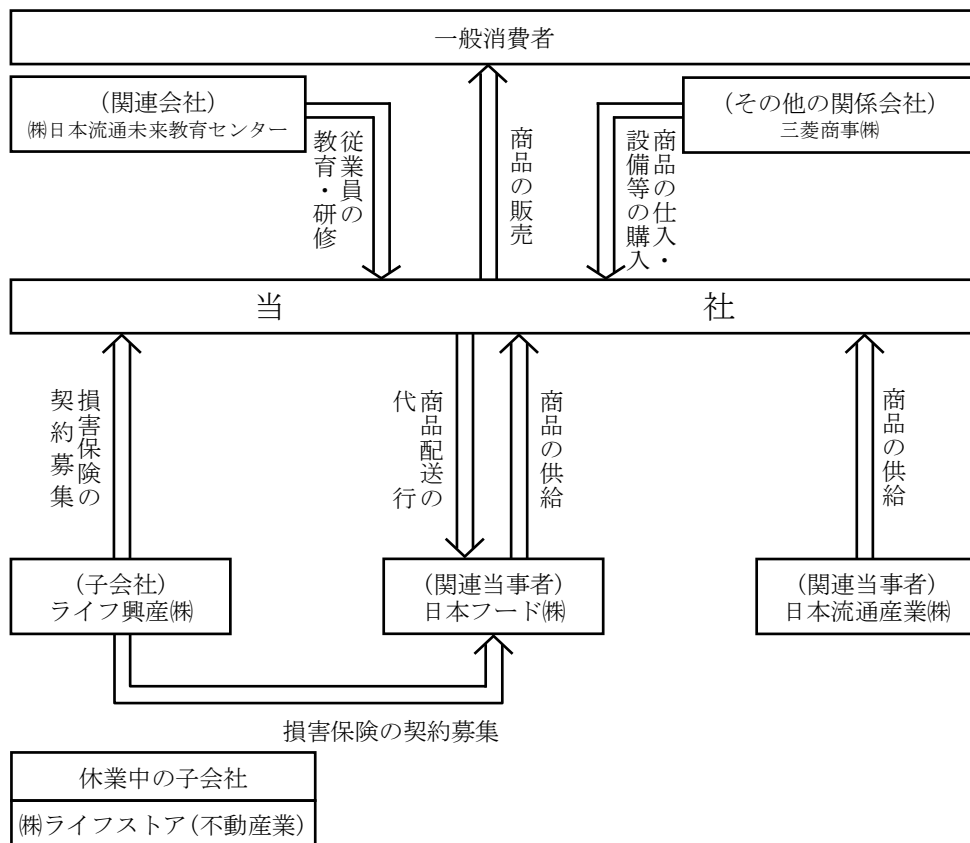 一般消費者
(関連会社)
㈱日本流通未来教育センター
(その他の関係会社)
三菱商事㈱
従業員の
教育・研修
商品の販売
商品の仕入・
設備等の購入
当社
損害保険の
契約募集
商品配送の
代行
商品の供給
商品の供給
(子会社)
ライフ興産㈱
(関連当事者)
日本フード㈱
(関連当事者)
日本流通産業㈱
損害保険の契約募集
休業中の子会社
㈱ライフストア(不動産業)